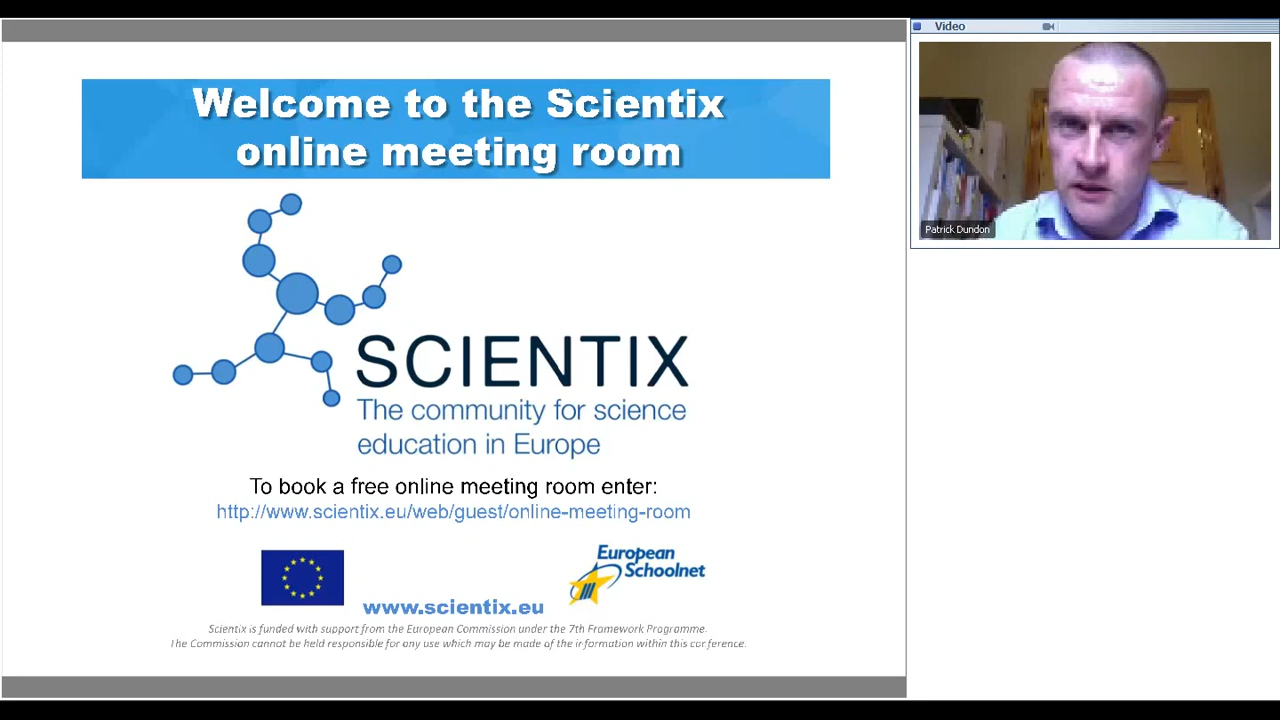 Welcome to the Scientix
online meeting room
SCIENTIX
The community for science
education in Europe
To book a free online meeting room enter:
http://www.scientix.eu/web/guest/online-meeting-room
European
Schoolnet
www.scientix.eu
Scientix is funded with support from the European Commission under the 7th Framework Programme.
The Commission cannot be held responsible for any use which may be made of the information within this conference.
Video
Patrick Dundon